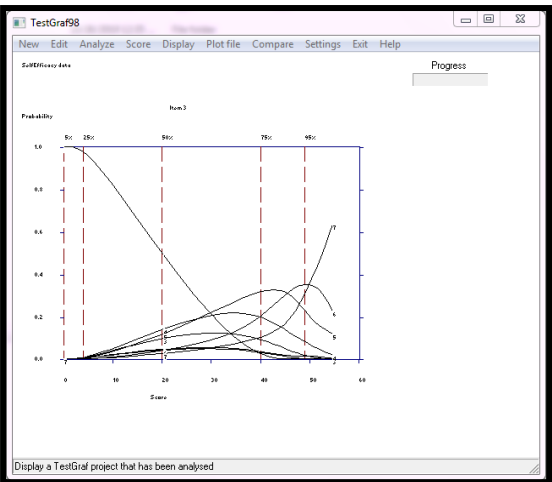 TestGraf98
New Edit Analyze Score Display Plot file Compare Settings Exit Help
SelfEfficacy data
Progress
Item 3
Probability
5% 25% 50% 75% 95%
1.0
0.8
7
0.6
0.4
6
0.2
5
0.0
0 10 20 30 40 50 60
Score
Display a TestGraf project that has been analysed